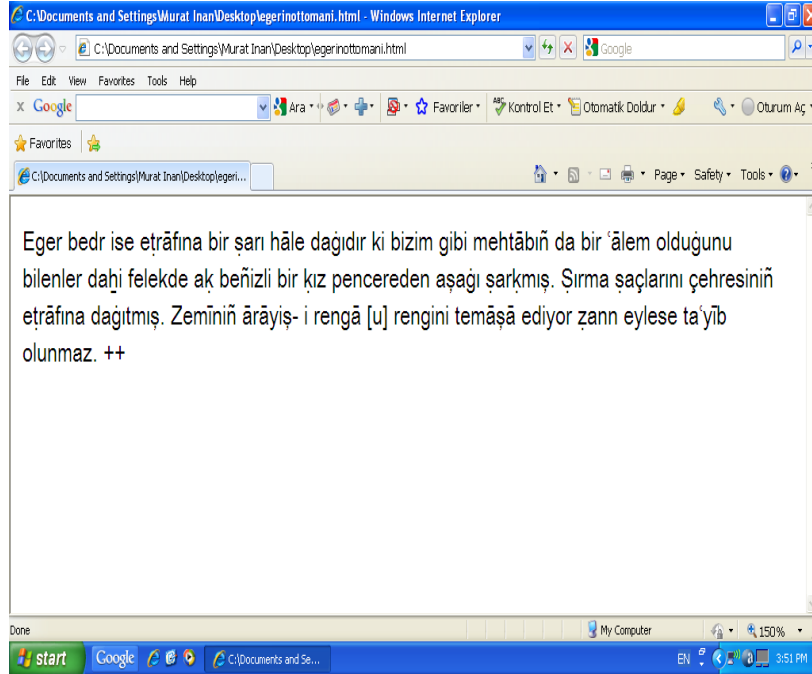 C:\Documents and Settings\Murat Inan\Desktop\egerinottomani.html - Windows Internet Explorer
C:\Documents and Settings\Murat Inan\Desktop\egerinottomani.html
Google
File Edit View Favorites Tools Help
x Google Ara Favoriler Kontrol Et Otomatik Doldur Oturum Aç
Favorites
C:\Documents and Settings\Murat Inan\Desktop\egeri... Page Safety Tools
Eger bedr ise eṭrāfına bir ṣarı hāle daġıdır ki bizim gibi mehtābıñ da bir ʿālem olduġunu
bilenler daḫi felekde aḳ beñizli bir ḳız pencereden aşaġı ṣarḳmış. Ṣırma ṣaçlarını çehresiniñ
eṭrāfına daġıtmış. Zemīniñ ārāyiş- i rengā [u] rengini temāşā ediyor ẓann eylese taʿyīb
olunmaz. ++
Done My Computer 150%
start Google C:\Documents and Se... EN 3:51 PM